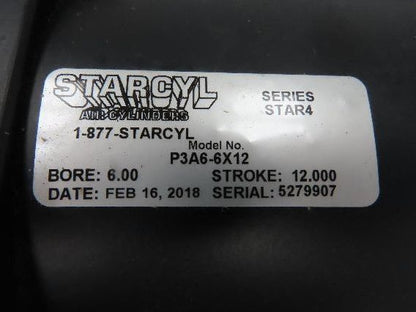 STARCYL
AIR CYLINDERS
SERIES
STAR4
1-877-STARCYL
Model No.
P3A6-6X12
BORE: 6.00 STROKE: 12.000
DATE: FEB 16, 2018 SERIAL: 5279907